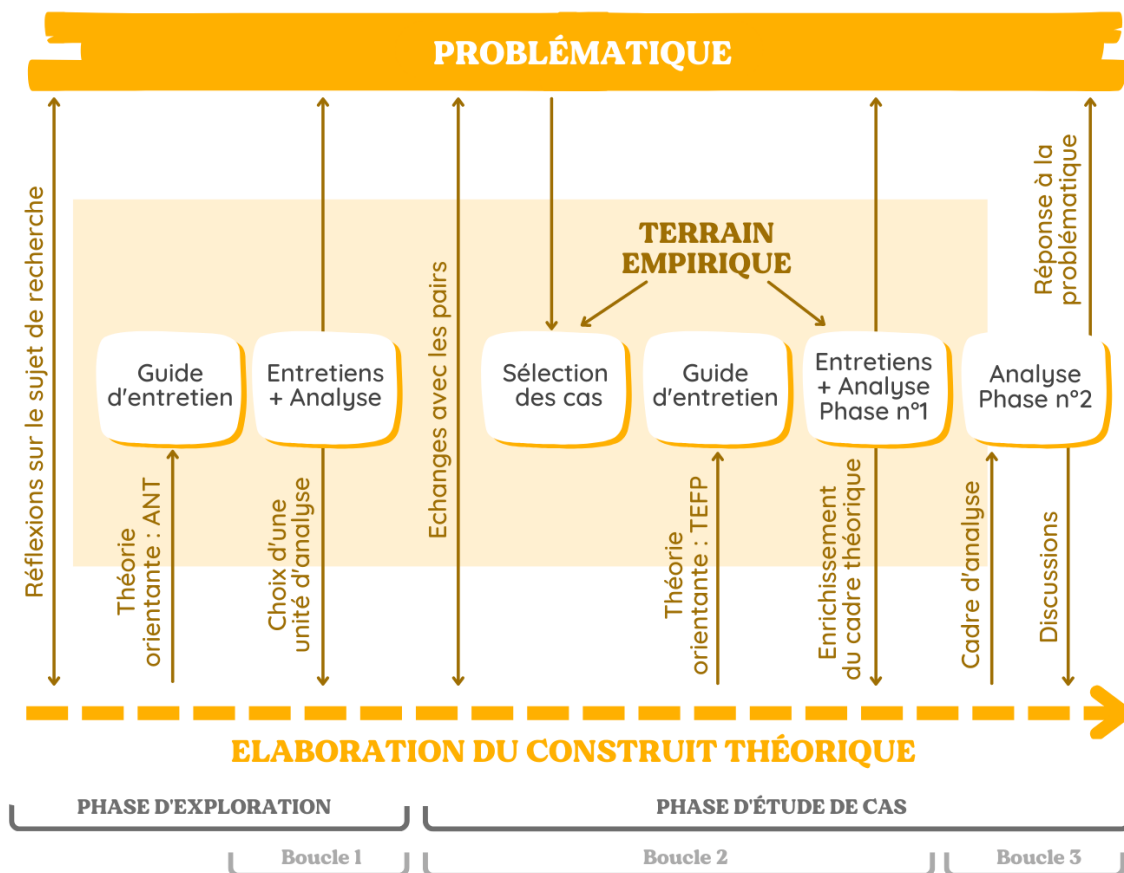 PROBLÉMATIQUE
Réflexions sur le sujet de recherche
Echanges avec les pairs
Réponse à la
problématique
TERRAIN
EMPIRIQUE
Guide
d'entretien
Entretiens
+ Analyse
Sélection
des cas
Guide
d'entretien
Entretiens
+ Analyse
Phase n°1
Analyse
Phase n°2
Théorie
orientante : ANT
Choix d'une
unité d'analyse
Théorie
orientante : TEFP
Enrichissement
du cadre théorique
Cadre d'analyse
Discussions
ELABORATION DU CONSTRUIT THÉORIQUE
PHASE D'EXPLORATION
PHASE D'ÉTUDE DE CAS
Boucle 1
Boucle 2
Boucle 3